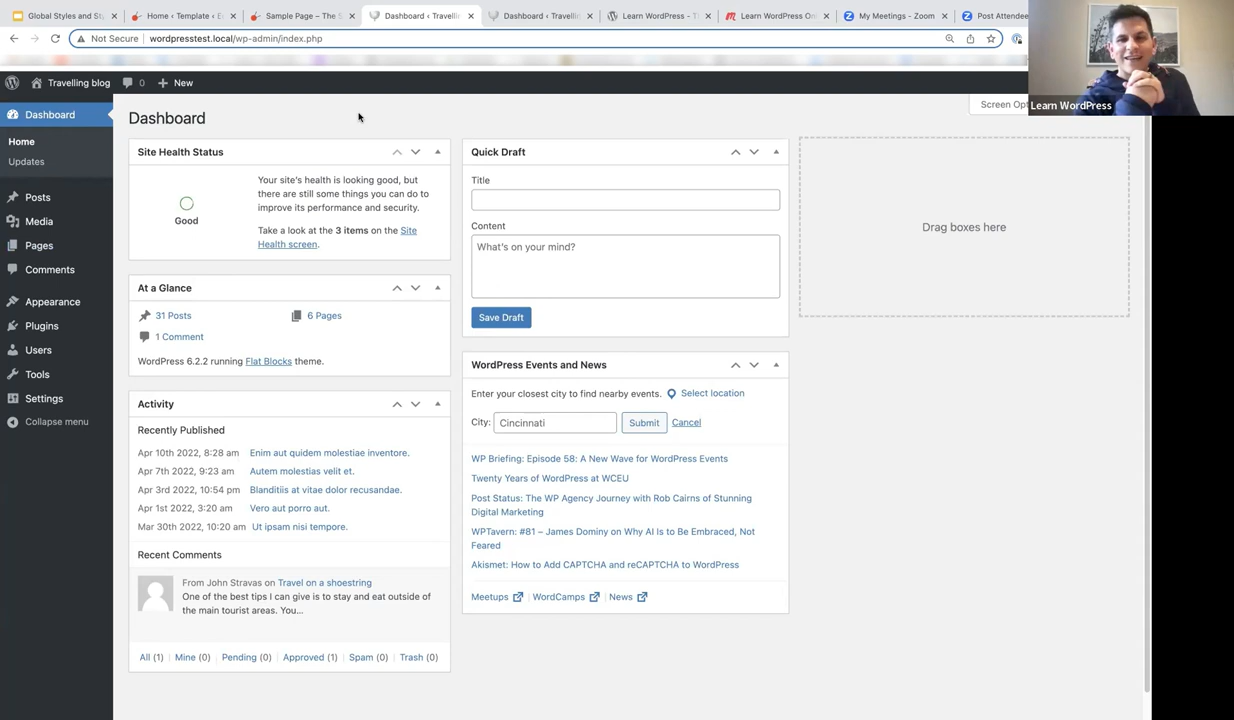 Global Styles and St
Home ‹ Template ‹ E
Sample Page – The S
Dashboard ‹ Travellin
Dashboard ‹ Travellin
Learn WordPress - T
Learn WordPress On
My Meetings - Zoom
Post Attendee
Not Secure
wordpresstest.local/wp-admin/index.php
Travelling blog
0
New
Learn WordPress
Dashboard
Home
Updates
Posts
Media
Pages
Comments
Appearance
Plugins
Users
Tools
Settings
Collapse menu
Dashboard
Screen Opt
Site Health Status
Good
Your site's health is looking good, but
there are still some things you can do to
improve its performance and security.
Take a look at the 3 items on the Site
Health screen.
At a Glance
31 Posts
6 Pages
1 Comment
WordPress 6.2.2 running Flat Blocks theme.
Activity
Recently Published
Apr 10th 2022, 8:28 am Enim aut quidem molestiae inventore.
Apr 7th 2022, 9:23 am Autem molestias velit et.
Apr 3rd 2022, 10:54 pm Blanditiis at vitae dolor recusandae.
Apr 1st 2022, 3:20 am Vero aut porro aut.
Mar 30th 2022, 10:20 am Ut ipsam nisi tempore.
Recent Comments
From John Stravas on Travel on a shoestring
One of the best tips I can give is to stay and eat outside of
the main tourist areas. You...
All (1) | Mine (0) | Pending (0) | Approved (1) | Spam (0) | Trash (0)
Quick Draft
Title
Content
What's on your mind?
Save Draft
WordPress Events and News
Enter your closest city to find nearby events. Select location
City: Cincinnati Submit Cancel
WP Briefing: Episode 58: A New Wave for WordPress Events
Twenty Years of WordPress at WCEU
Post Status: The WP Agency Journey with Rob Cairns of Stunning
Digital Marketing
WPTavern: #81 – James Dominy on Why AI Is to Be Embraced, Not
Feared
Akismet: How to Add CAPTCHA and reCAPTCHA to WordPress
Meetups | WordCamps | News
Drag boxes here